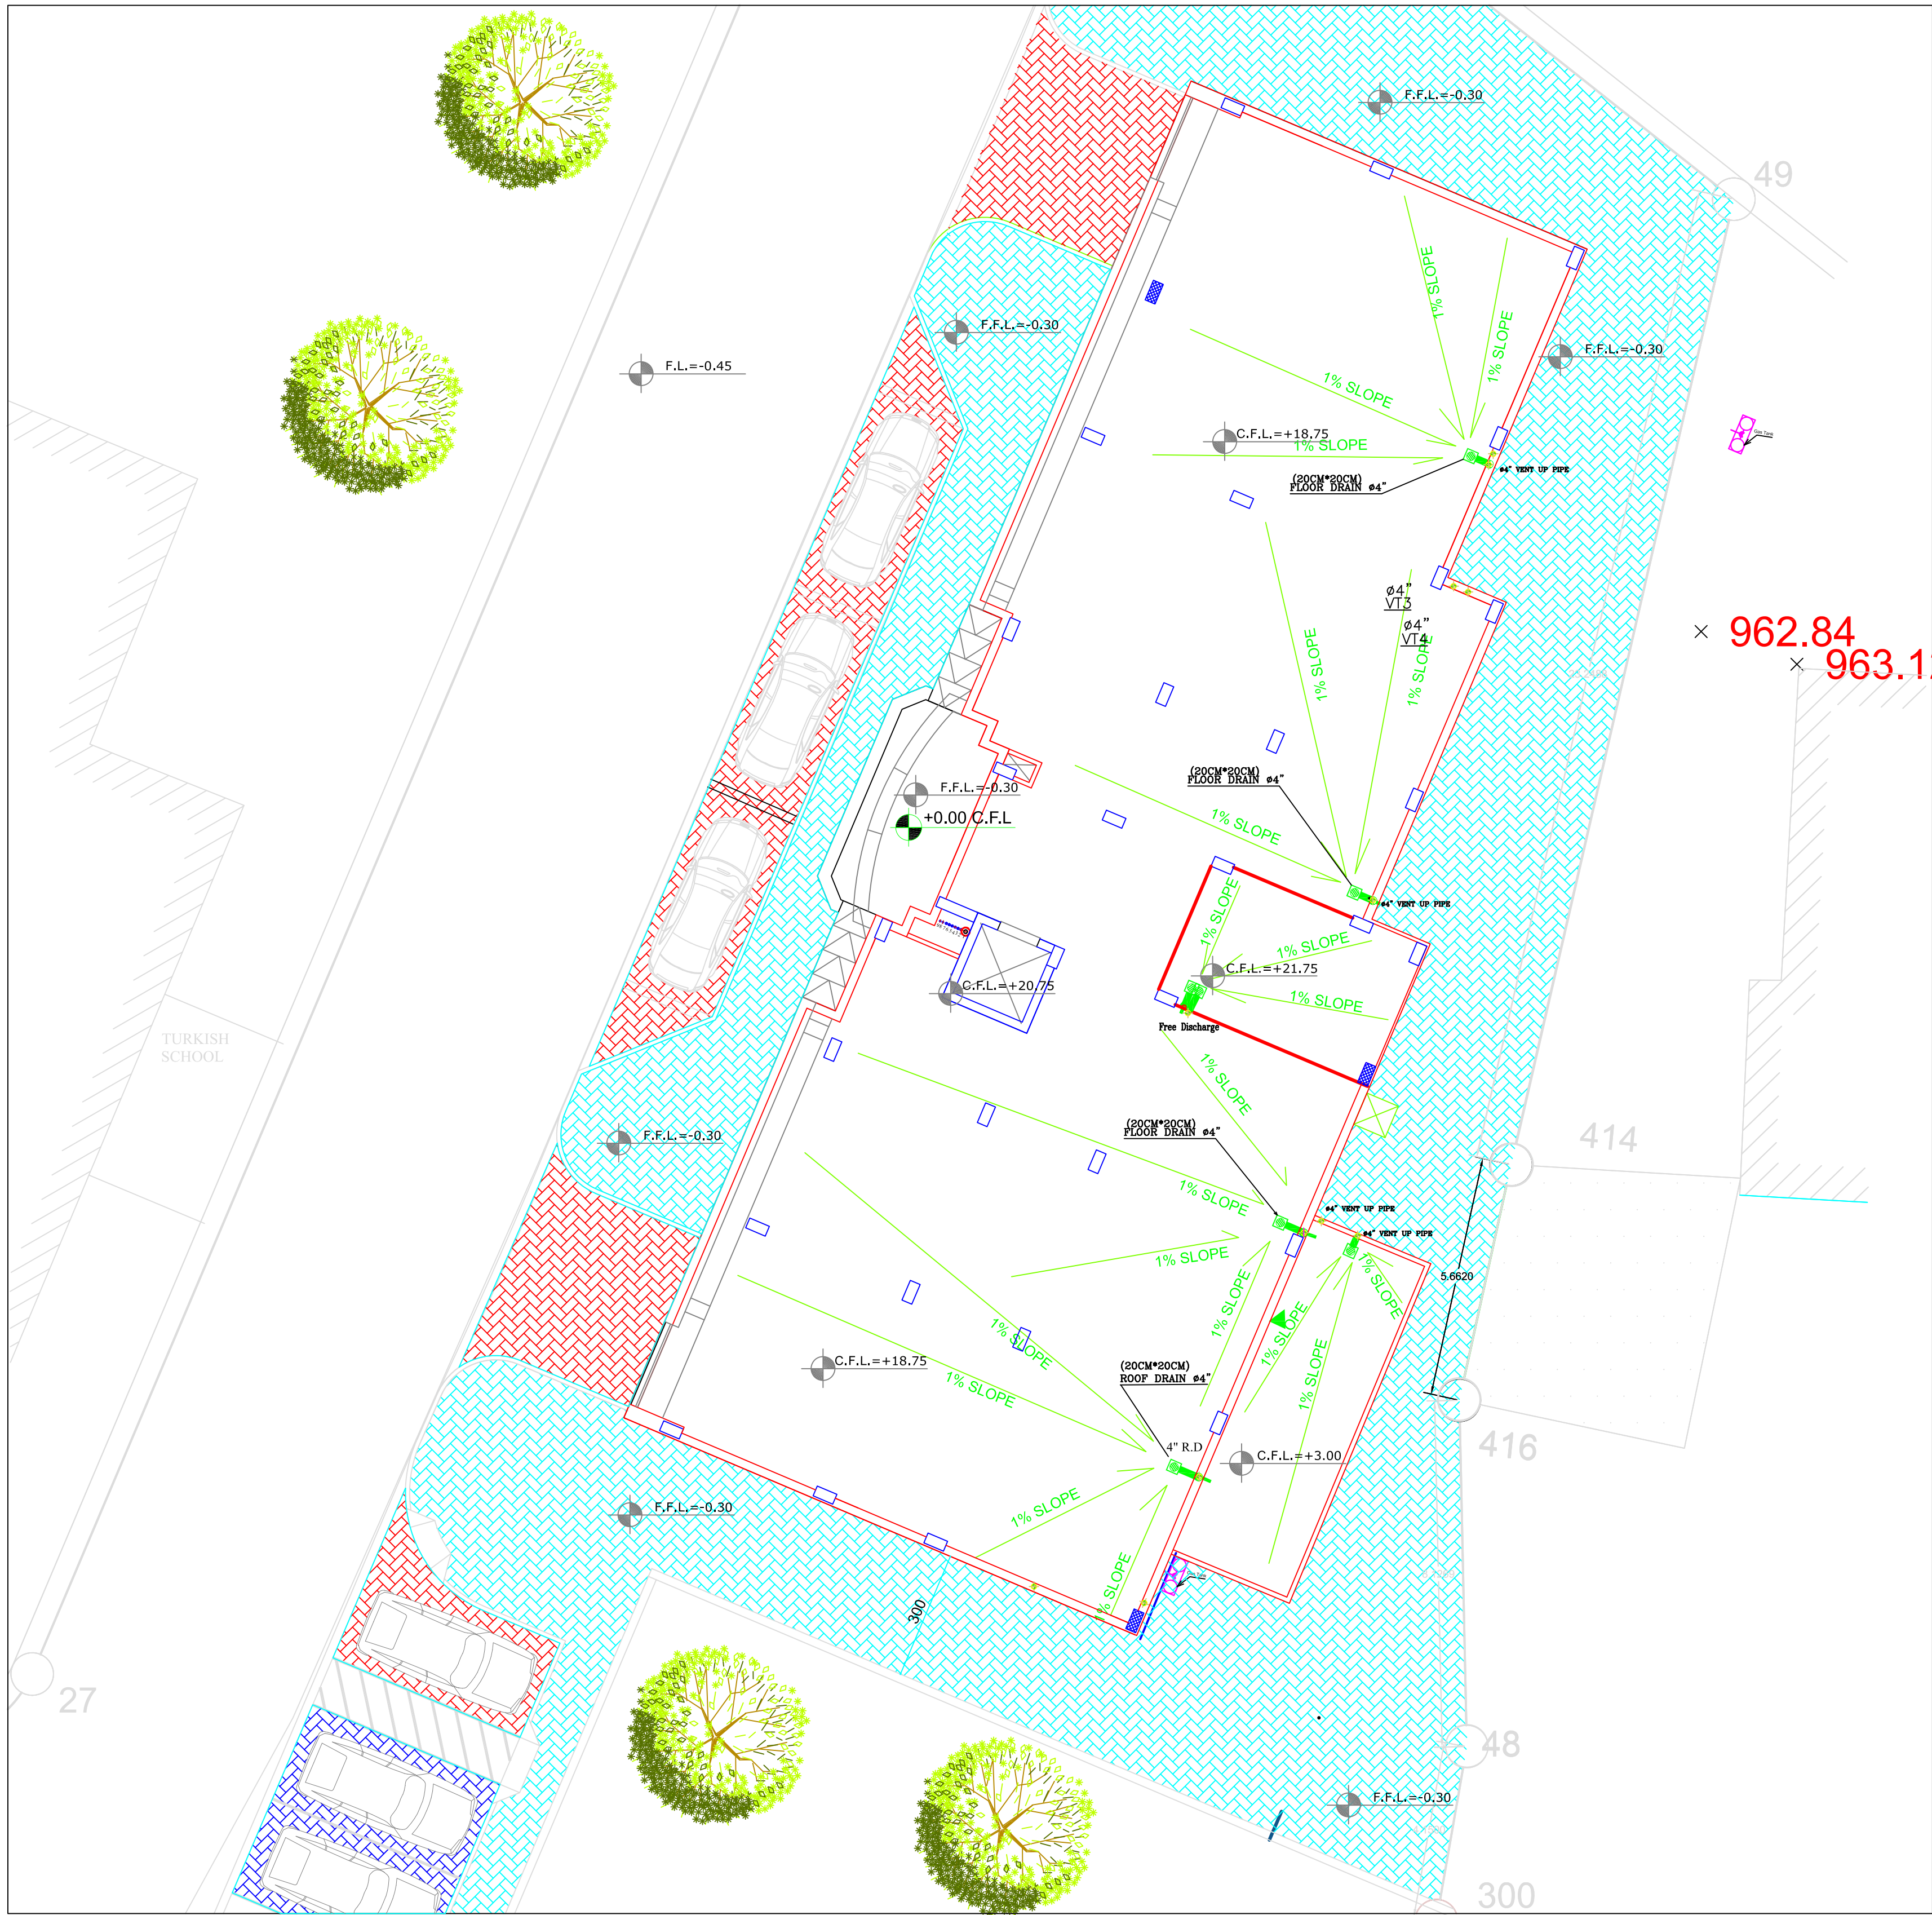 F.F.L.=-0.30
49
F.F.L.=-0.30
F.L.=-0.45
F.F.L.=-0.30
1% SLOPE
1% SLOPE
1% SLOPE
C.F.L.=+18.75
1% SLOPE
Gas Tank
ø4" VENT UP PIPE
(20CM*20CM)
FLOOR DRAIN ø4"
ø4"
VT3
ø4"
VT4
962.84
963.1
1% SLOPE
1% SLOPE
(20CM*20CM)
FLOOR DRAIN ø4"
F.F.L.=-0.30
+0.00 C.F.L
1% SLOPE
ø4" VENT UP PIPE
1% SLOPE
1% SLOPE
C.F.L.=+21.75
C.F.L.=+20.75
1% SLOPE
Free Discharge
TURKISH
SCHOOL
1% SLOPE
(20CM*20CM)
FLOOR DRAIN ø4"
F.F.L.=-0.30
414
1% SLOPE
ø4" VENT UP PIPE
ø4" VENT UP PIPE
1% SLOPE
5.6620
1% SLOPE
1% SLOPE
1% SLOPE
1% SLOPE
1% SLOPE
C.F.L.=+18.75
(20CM*20CM)
ROOF DRAIN ø4"
1% SLOPE
416
4" R.D
C.F.L.=+3.00
F.F.L.=-0.30
1% SLOPE
1% SLOPE
Gas Tank
300
27
48
F.F.L.=-0.30
300